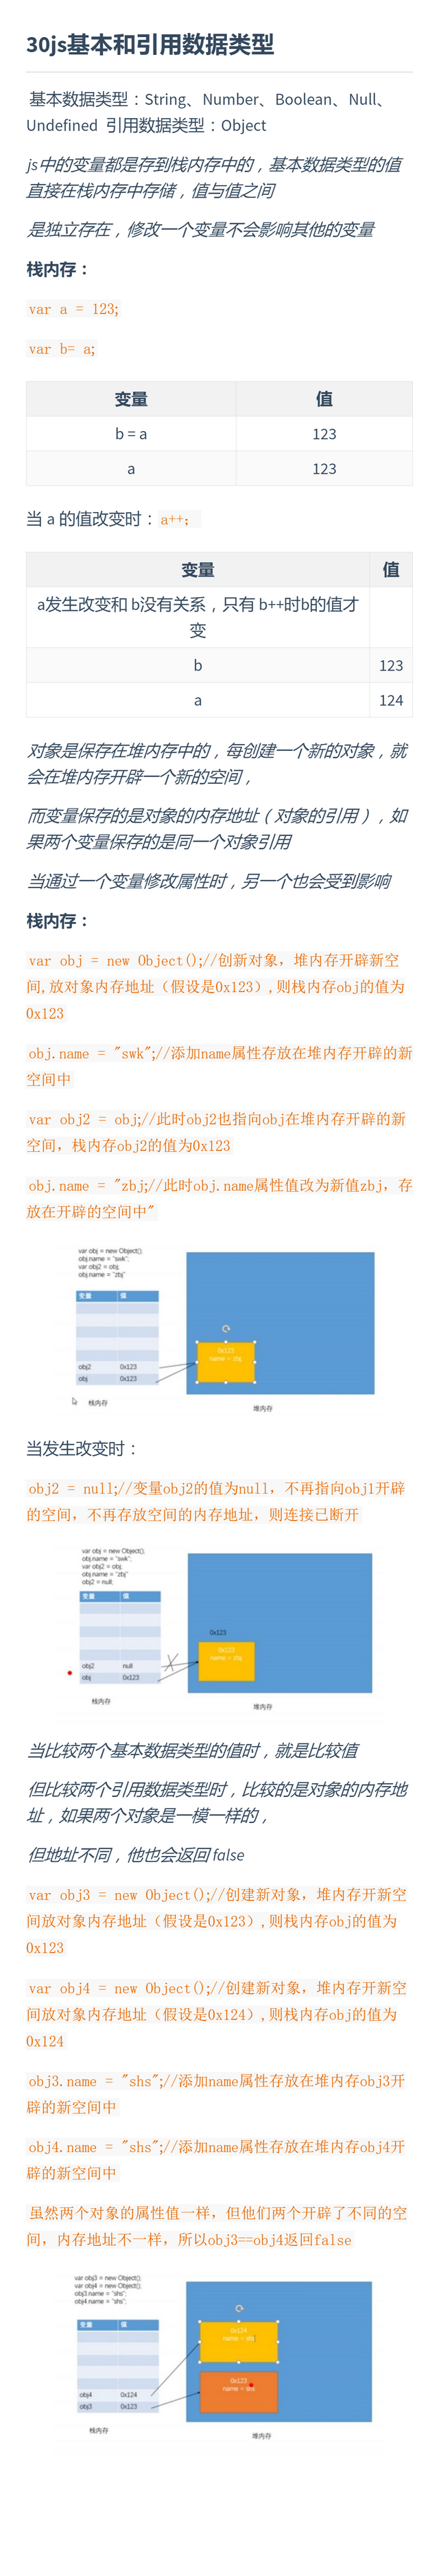 30js基本和引用数据类型
基本数据类型：String、Number、Boolean、Null、
Undefined 引用数据类型：Object
js中的变量都是存到栈内存中的，基本数据类型的值
直接在栈内存中存储，值与值之间
是独立存在，修改一个变量不会影响其他的变量
栈内存：
var a = 123;
var b= a;
变量 值
b = a 123
a 123
当 a 的值改变时：a++;
变量 值
a发生改变和 b没有关系，只有 b++时b的值才
变
b 123
a 124
对象是保存在堆内存中的，每创建一个新的对象，就
会在堆内存开辟一个新的空间，
而变量保存的是对象的内存地址（对象的引用），如
果两个变量保存的是同一个对象引用
当通过一个变量修改属性时，另一个也会受到影响
栈内存：
var obj = new Object();//创新对象，堆内存开辟新空
间,放对象内存地址（假设是0x123）,则栈内存obj的值为
0x123
obj.name = "swk";//添加name属性存放在堆内存开辟的新
空间中
var obj2 = obj;//此时obj2也指向obj在堆内存开辟的新
空间，栈内存obj2的值为0x123
obj.name = "zbj;//此时obj.name属性值改为新值zbj，存
放在开辟的空间中"
var obj = new Object();
obj.name = "swk";
var obj2 = obj;
obj.name = "zbj"
变量 值
obj2 0x123
obj 0x123
0x123
name = zbj
栈内存
堆内存
当发生改变时：
obj2 = null;//变量obj2的值为null，不再指向obj1开辟
的空间，不再存放空间的内存地址，则连接已断开
var obj = new Object();
obj.name = "swk";
var obj2 = obj;
obj.name = "zbj"
obj2 = null;
变量 值
obj2 null
obj 0x123
0x123
0x123
name = zbj
栈内存
堆内存
当比较两个基本数据类型的值时，就是比较值
但比较两个引用数据类型时，比较的是对象的内存地
址，如果两个对象是一模一样的，
但地址不同，他也会返回 false
var obj3 = new Object();//创建新对象，堆内存开新空
间放对象内存地址（假设是0x123）,则栈内存obj的值为
0x123
var obj4 = new Object();//创建新对象，堆内存开新空
间放对象内存地址（假设是0x124）,则栈内存obj的值为
0x124
obj3.name = "shs";//添加name属性存放在堆内存obj3开
辟的新空间中
obj4.name = "shs";//添加name属性存放在堆内存obj4开
辟的新空间中
虽然两个对象的属性值一样，但他们两个开辟了不同的空
间，内存地址不一样，所以obj3==obj4返回false
var obj3 = new Object();
var obj4 = new Object();
obj3.name = "shs";
obj4.name = "shs";
变量 值
obj4 0x124
obj3 0x123
0x124
name = shs
0x123
name = shs
栈内存
堆内存